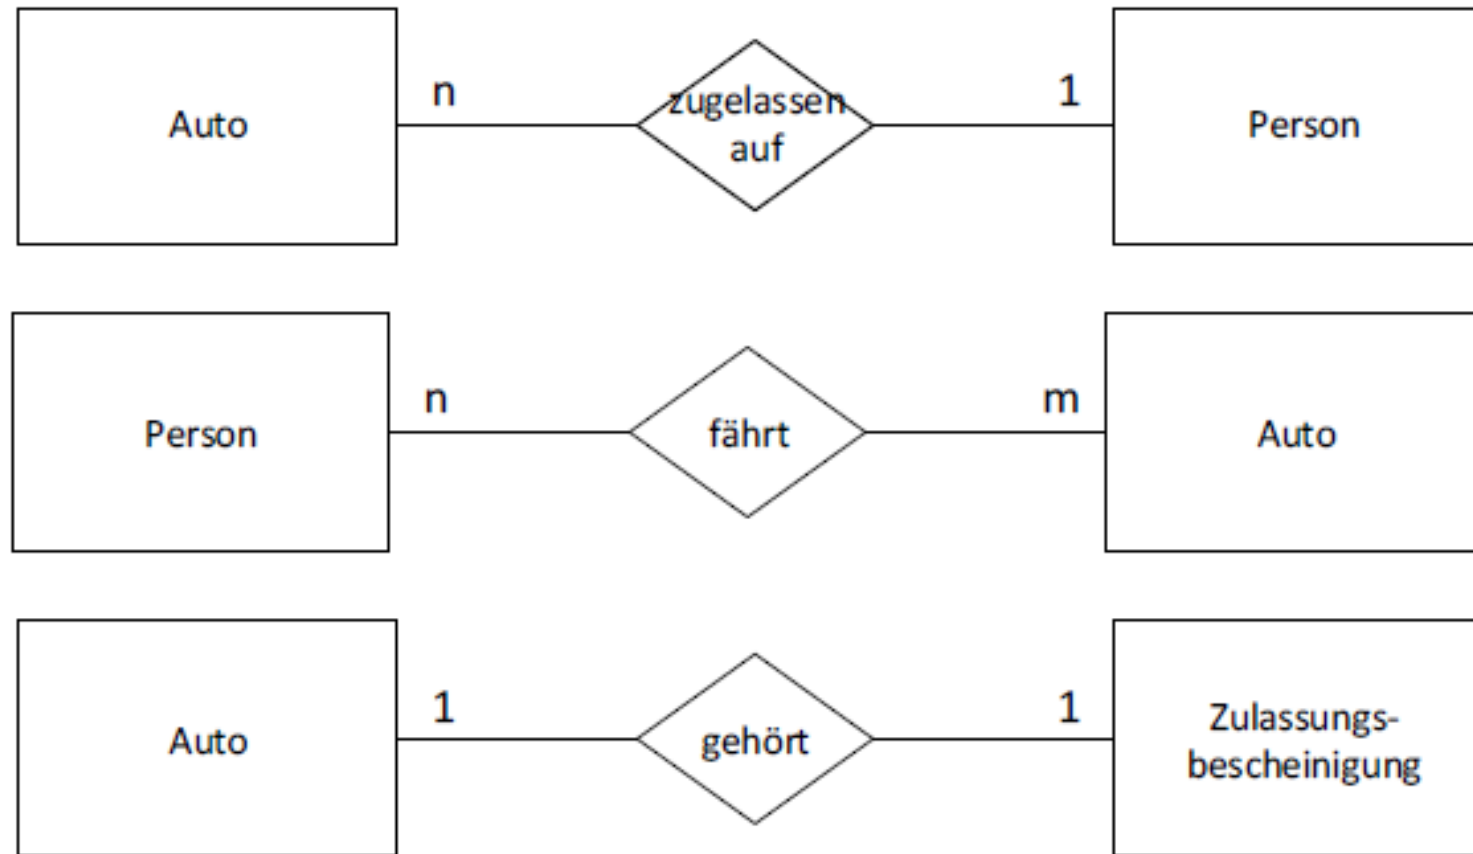 Auto
n
zugelassen
auf
1
Person
Person
n
fährt
m
Auto
Auto
1
gehört
1
Zulassungs-
bescheinigung